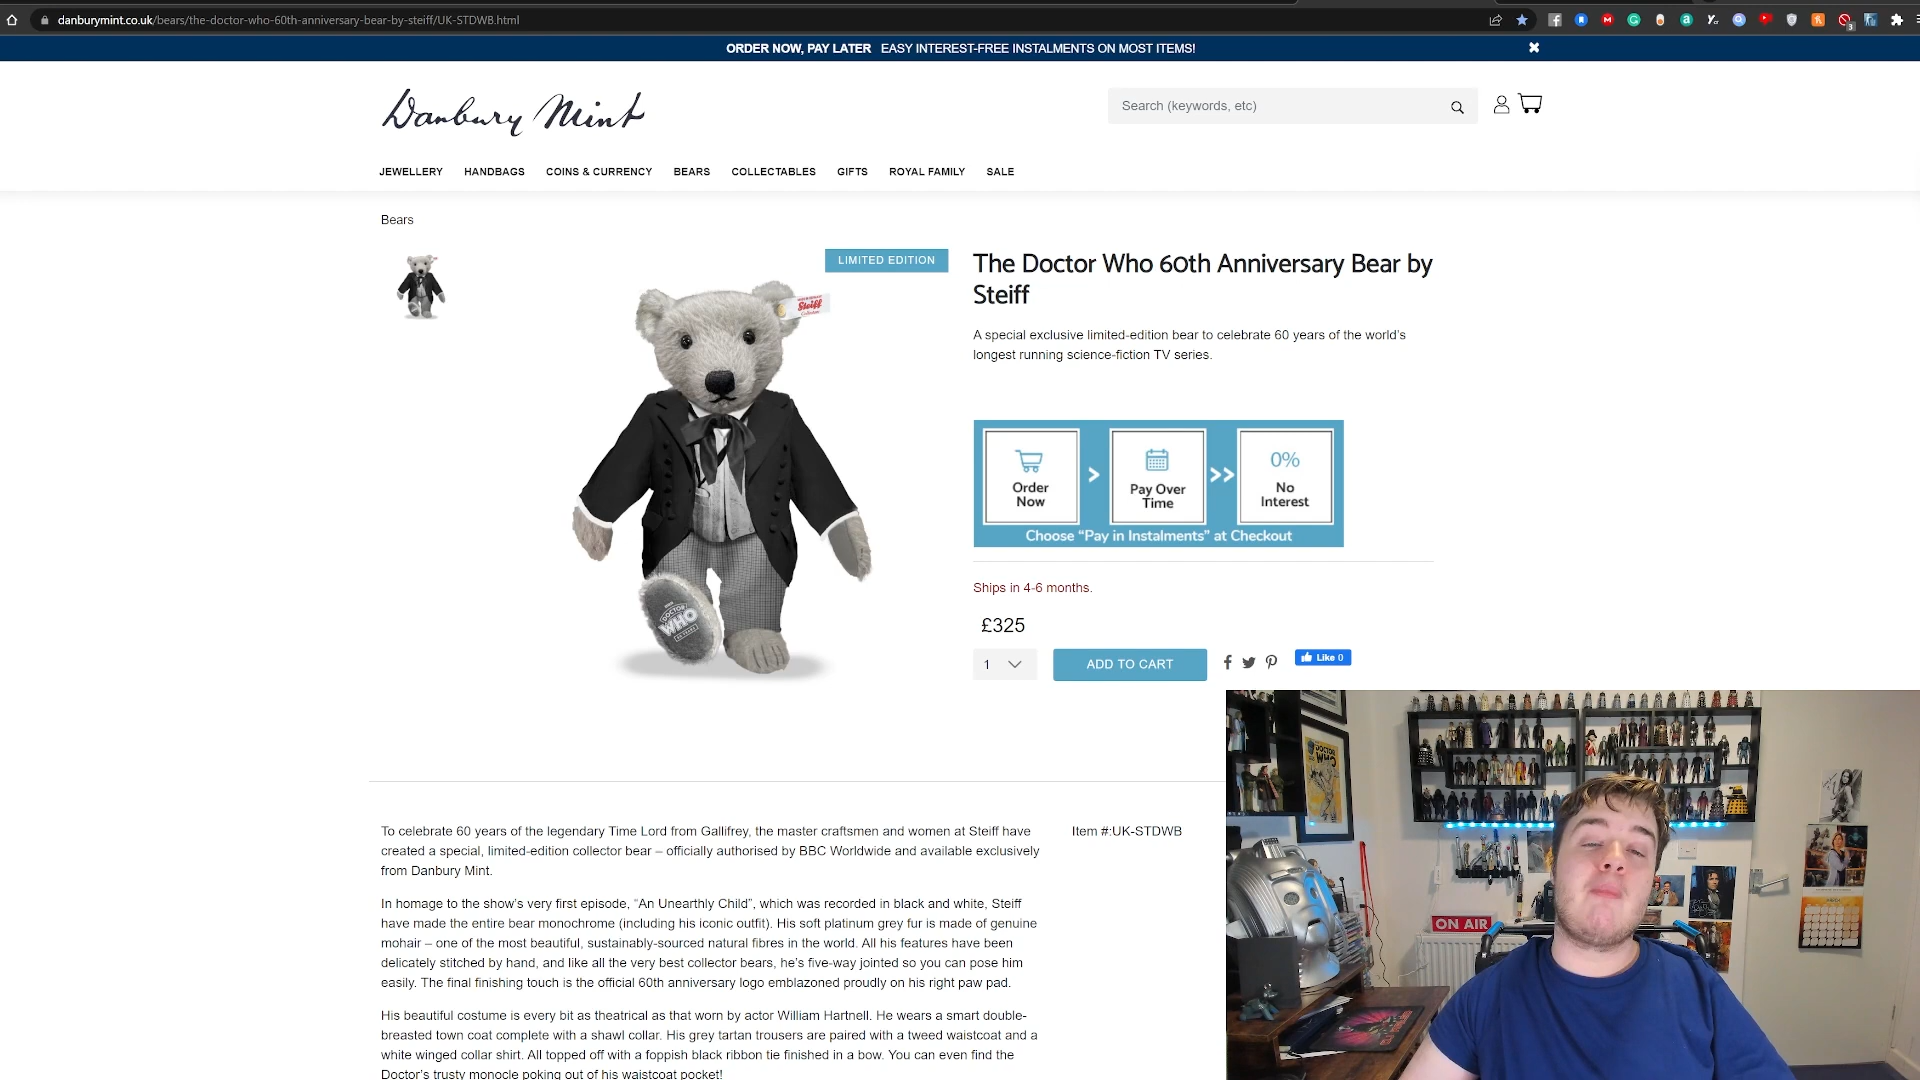 danburymint.co.uk/bears/the-doctor-who-60th-anniversary-bear-by-steiff/UK-STDWB.html
ORDER NOW, PAY LATER EASY INTEREST-FREE INSTALMENTS ON MOST ITEMS!
Danbury Mint
Search (keywords, etc)
JEWELLERY HANDBAGS COINS & CURRENCY BEARS COLLECTABLES GIFTS ROYAL FAMILY SALE
Bears
LIMITED EDITION
Steiff
DOCTOR
WHO
The Doctor Who 60th Anniversary Bear by
Steiff
A special exclusive limited-edition bear to celebrate 60 years of the world's
longest running science-fiction TV series.
Order
Now
>
Pay Over
Time
>>
0%
No
Interest
Choose "Pay in Instalments" at Checkout
Ships in 4-6 months.
£325
1
ADD TO CART
Like 0
To celebrate 60 years of the legendary Time Lord from Gallifrey, the master craftsmen and women at Steiff have
created a special, limited-edition collector bear – officially authorised by BBC Worldwide and available exclusively
from Danbury Mint.
Item #:UK-STDWB
In homage to the show's very first episode, "An Unearthly Child", which was recorded in black and white, Steiff
have made the entire bear monochrome (including his iconic outfit). His soft platinum grey fur is made of genuine
mohair – one of the most beautiful, sustainably-sourced natural fibres in the world. All his features have been
delicately stitched by hand, and like all the very best collector bears, he's five-way jointed so you can pose him
easily. The final finishing touch is the official 60th anniversary logo emblazoned proudly on his right paw pad.
His beautiful costume is every bit as theatrical as that worn by actor William Hartnell. He wears a smart double-
breasted town coat complete with a shawl collar. His grey tartan trousers are paired with a tweed waistcoat and a
white winged collar shirt. All topped off with a foppish black ribbon tie finished in a bow. You can even find the
Doctor's trusty monocle poking out of his waistcoat pocket!
DOCTOR
WHO
ON AIR